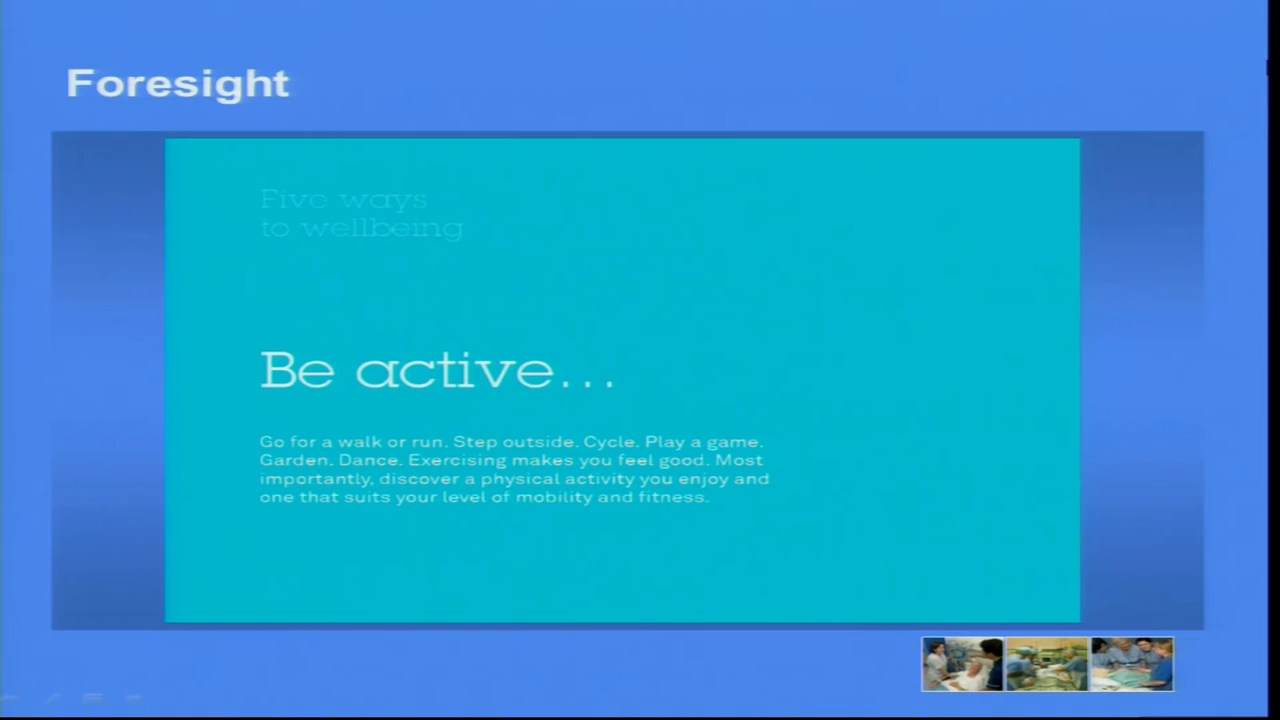 Foresight
Five ways
to wellbeing
Be active...
Go for a walk or run. Step outside. Cycle. Play a game.
Garden. Dance. Exercising makes you feel good. Most
importantly, discover a physical activity you enjoy and
one that suits your level of mobility and fitness.